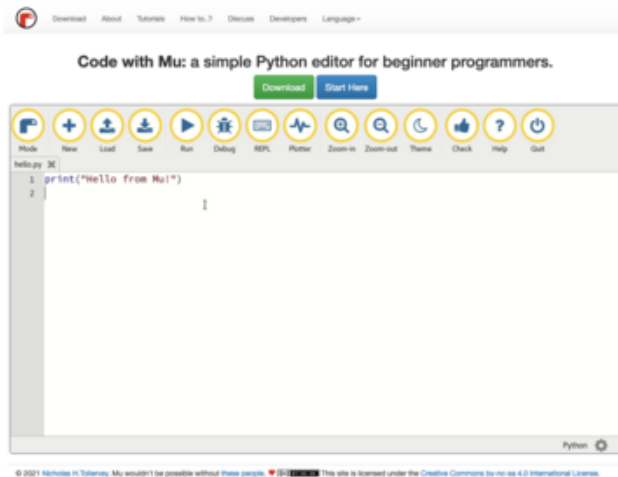 Download About Tutorials How to..? Discuss Developers Language
Code with Mu: a simple Python editor for beginner programmers.
Download Start Here
Mode New Load Save Run Debug REPL Plotter Zoom-in Zoom-out Theme Check Help Quit
hello.py
1 print("Hello from Mu!")
2
Python
© 2021 Nicholas H.Tollervey. Mu wouldn't be possible without these people. This site is licensed under the Creative Commons by-nc-sa 4.0 International License.